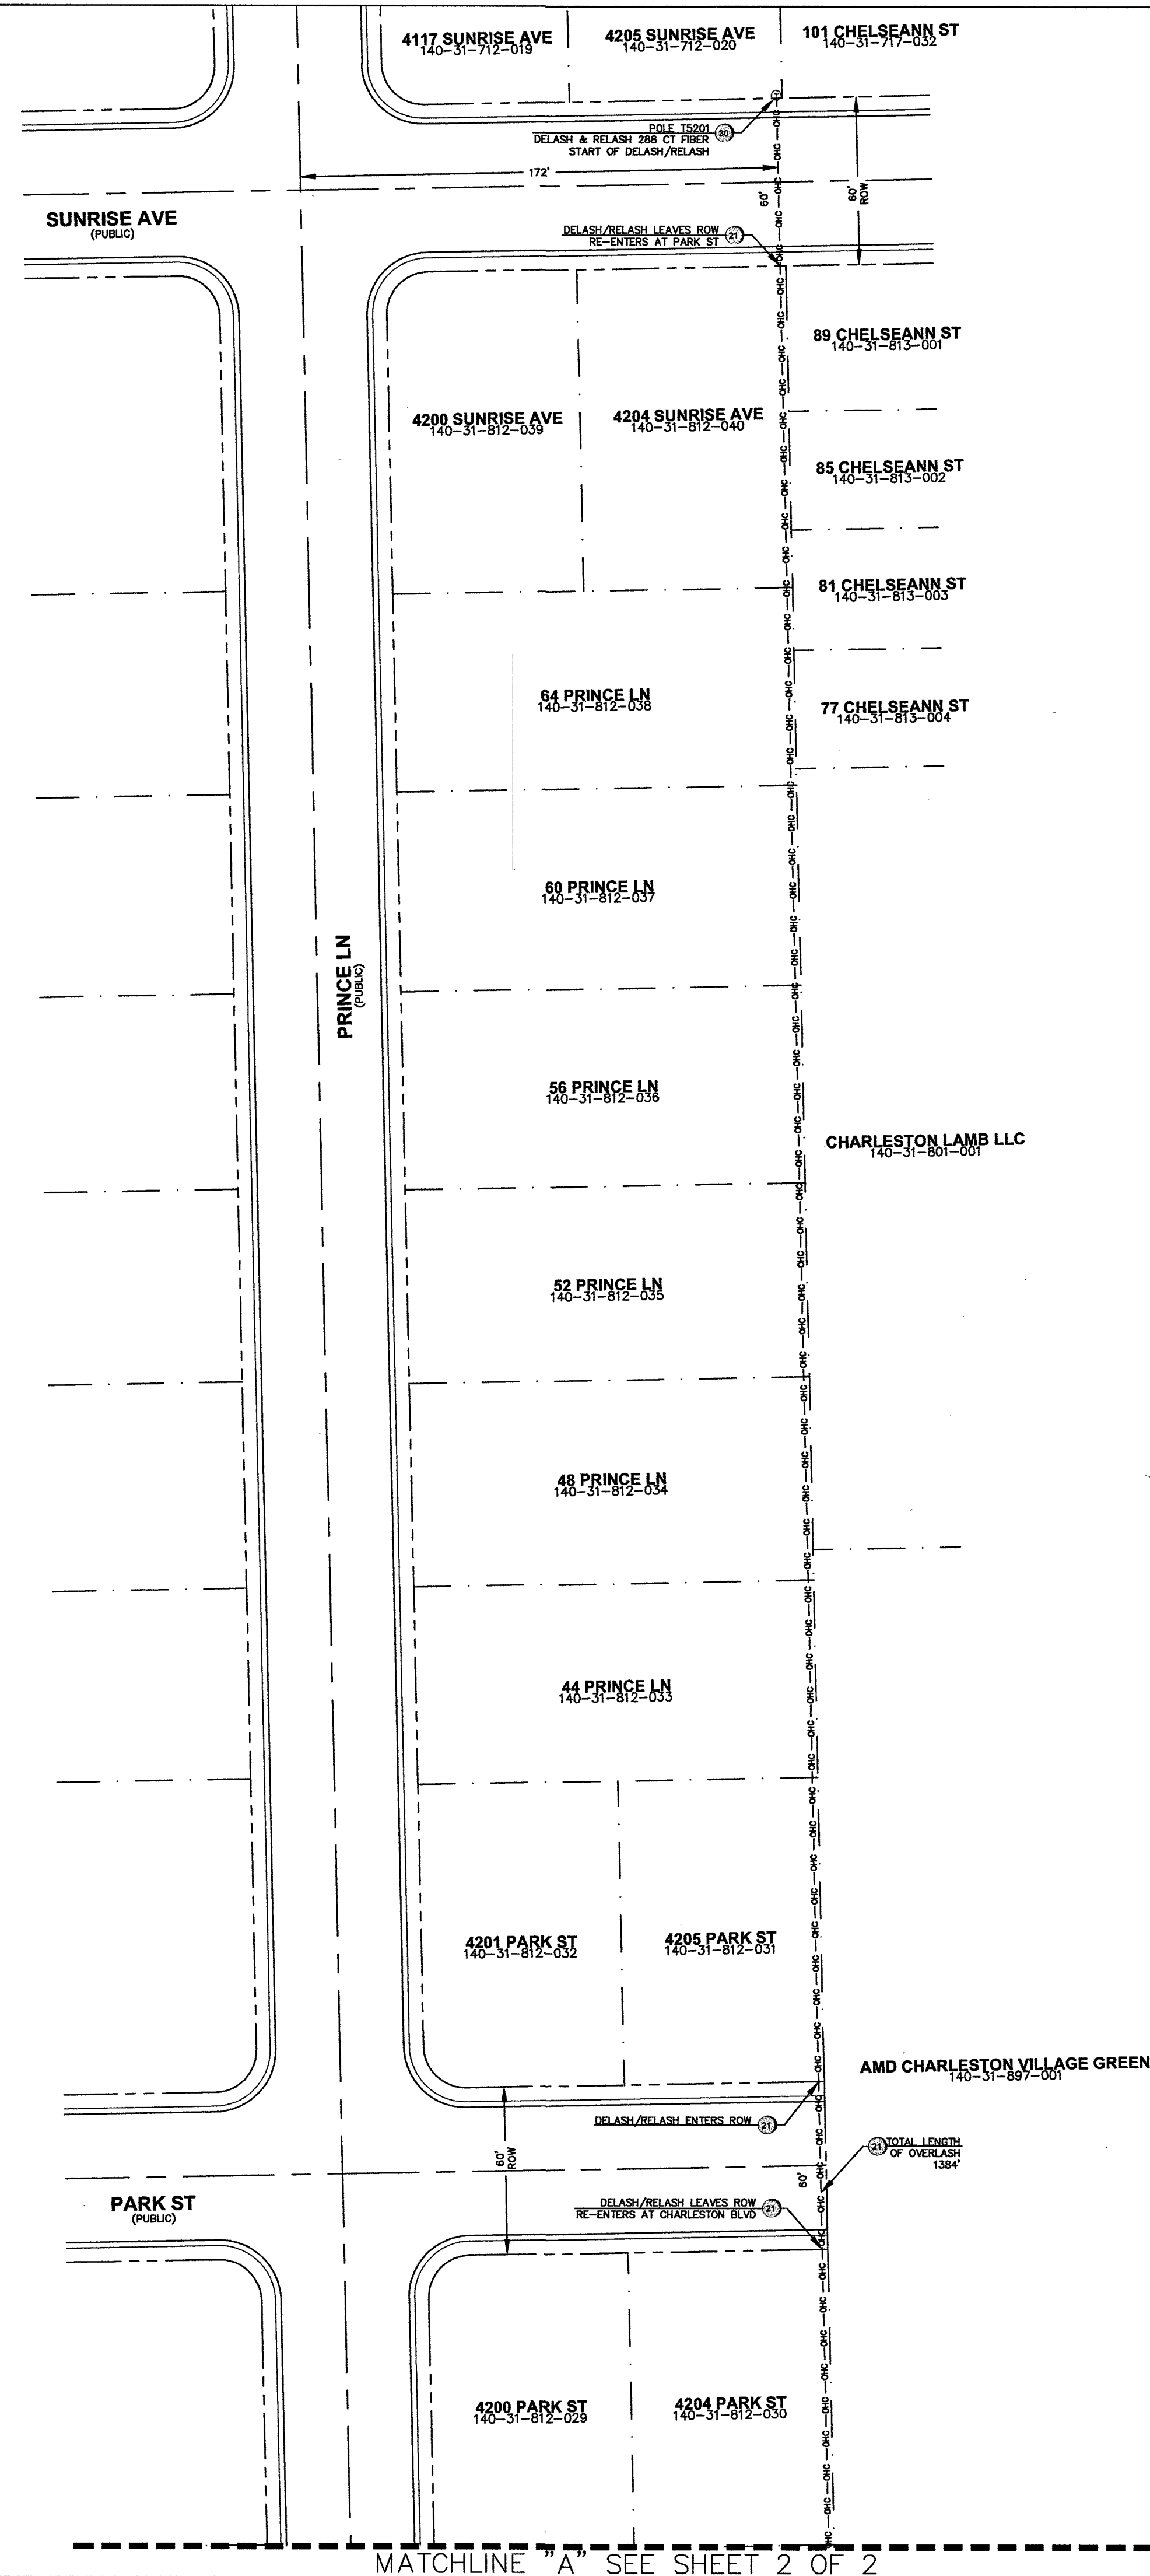 4117 SUNRISE AVE
140-31-712-019
4205 SUNRISE AVE
140-31-712-020
101 CHELSEANN ST
140-31-717-032
POLE T5201
DELASH & RELASH 288 CT FIBER
START OF DELASH/RELASH
30
172'
60'
60'
ROW
SUNRISE AVE
(PUBLIC)
DELASH/RELASH LEAVES ROW
RE-ENTERS AT PARK ST
21
89 CHELSEANN ST
140-31-813-001
4200 SUNRISE AVE
140-31-812-039
4204 SUNRISE AVE
140-31-812-040
85 CHELSEANN ST
140-31-813-002
81 CHELSEANN ST
140-31-813-003
64 PRINCE LN
140-31-812-038
77 CHELSEANN ST
140-31-813-004
60 PRINCE LN
140-31-812-037
PRINCE LN
(PUBLIC)
56 PRINCE LN
140-31-812-036
CHARLESTON LAMB LLC
140-31-801-001
52 PRINCE LN
140-31-812-035
48 PRINCE LN
140-31-812-034
44 PRINCE LN
140-31-812-033
4201 PARK ST
140-31-812-032
4205 PARK ST
140-31-812-031
AMD CHARLESTON VILLAGE GREEN
140-31-897-001
DELASH/RELASH ENTERS ROW
21
60'
ROW
21
TOTAL LENGTH
OF OVERLASH
1384'
60'
PARK ST
(PUBLIC)
DELASH/RELASH LEAVES ROW
RE-ENTERS AT CHARLESTON BLVD
21
4200 PARK ST
140-31-812-029
4204 PARK ST
140-31-812-030
OHC
MATCHLINE "A" SEE SHEET 2 OF 2